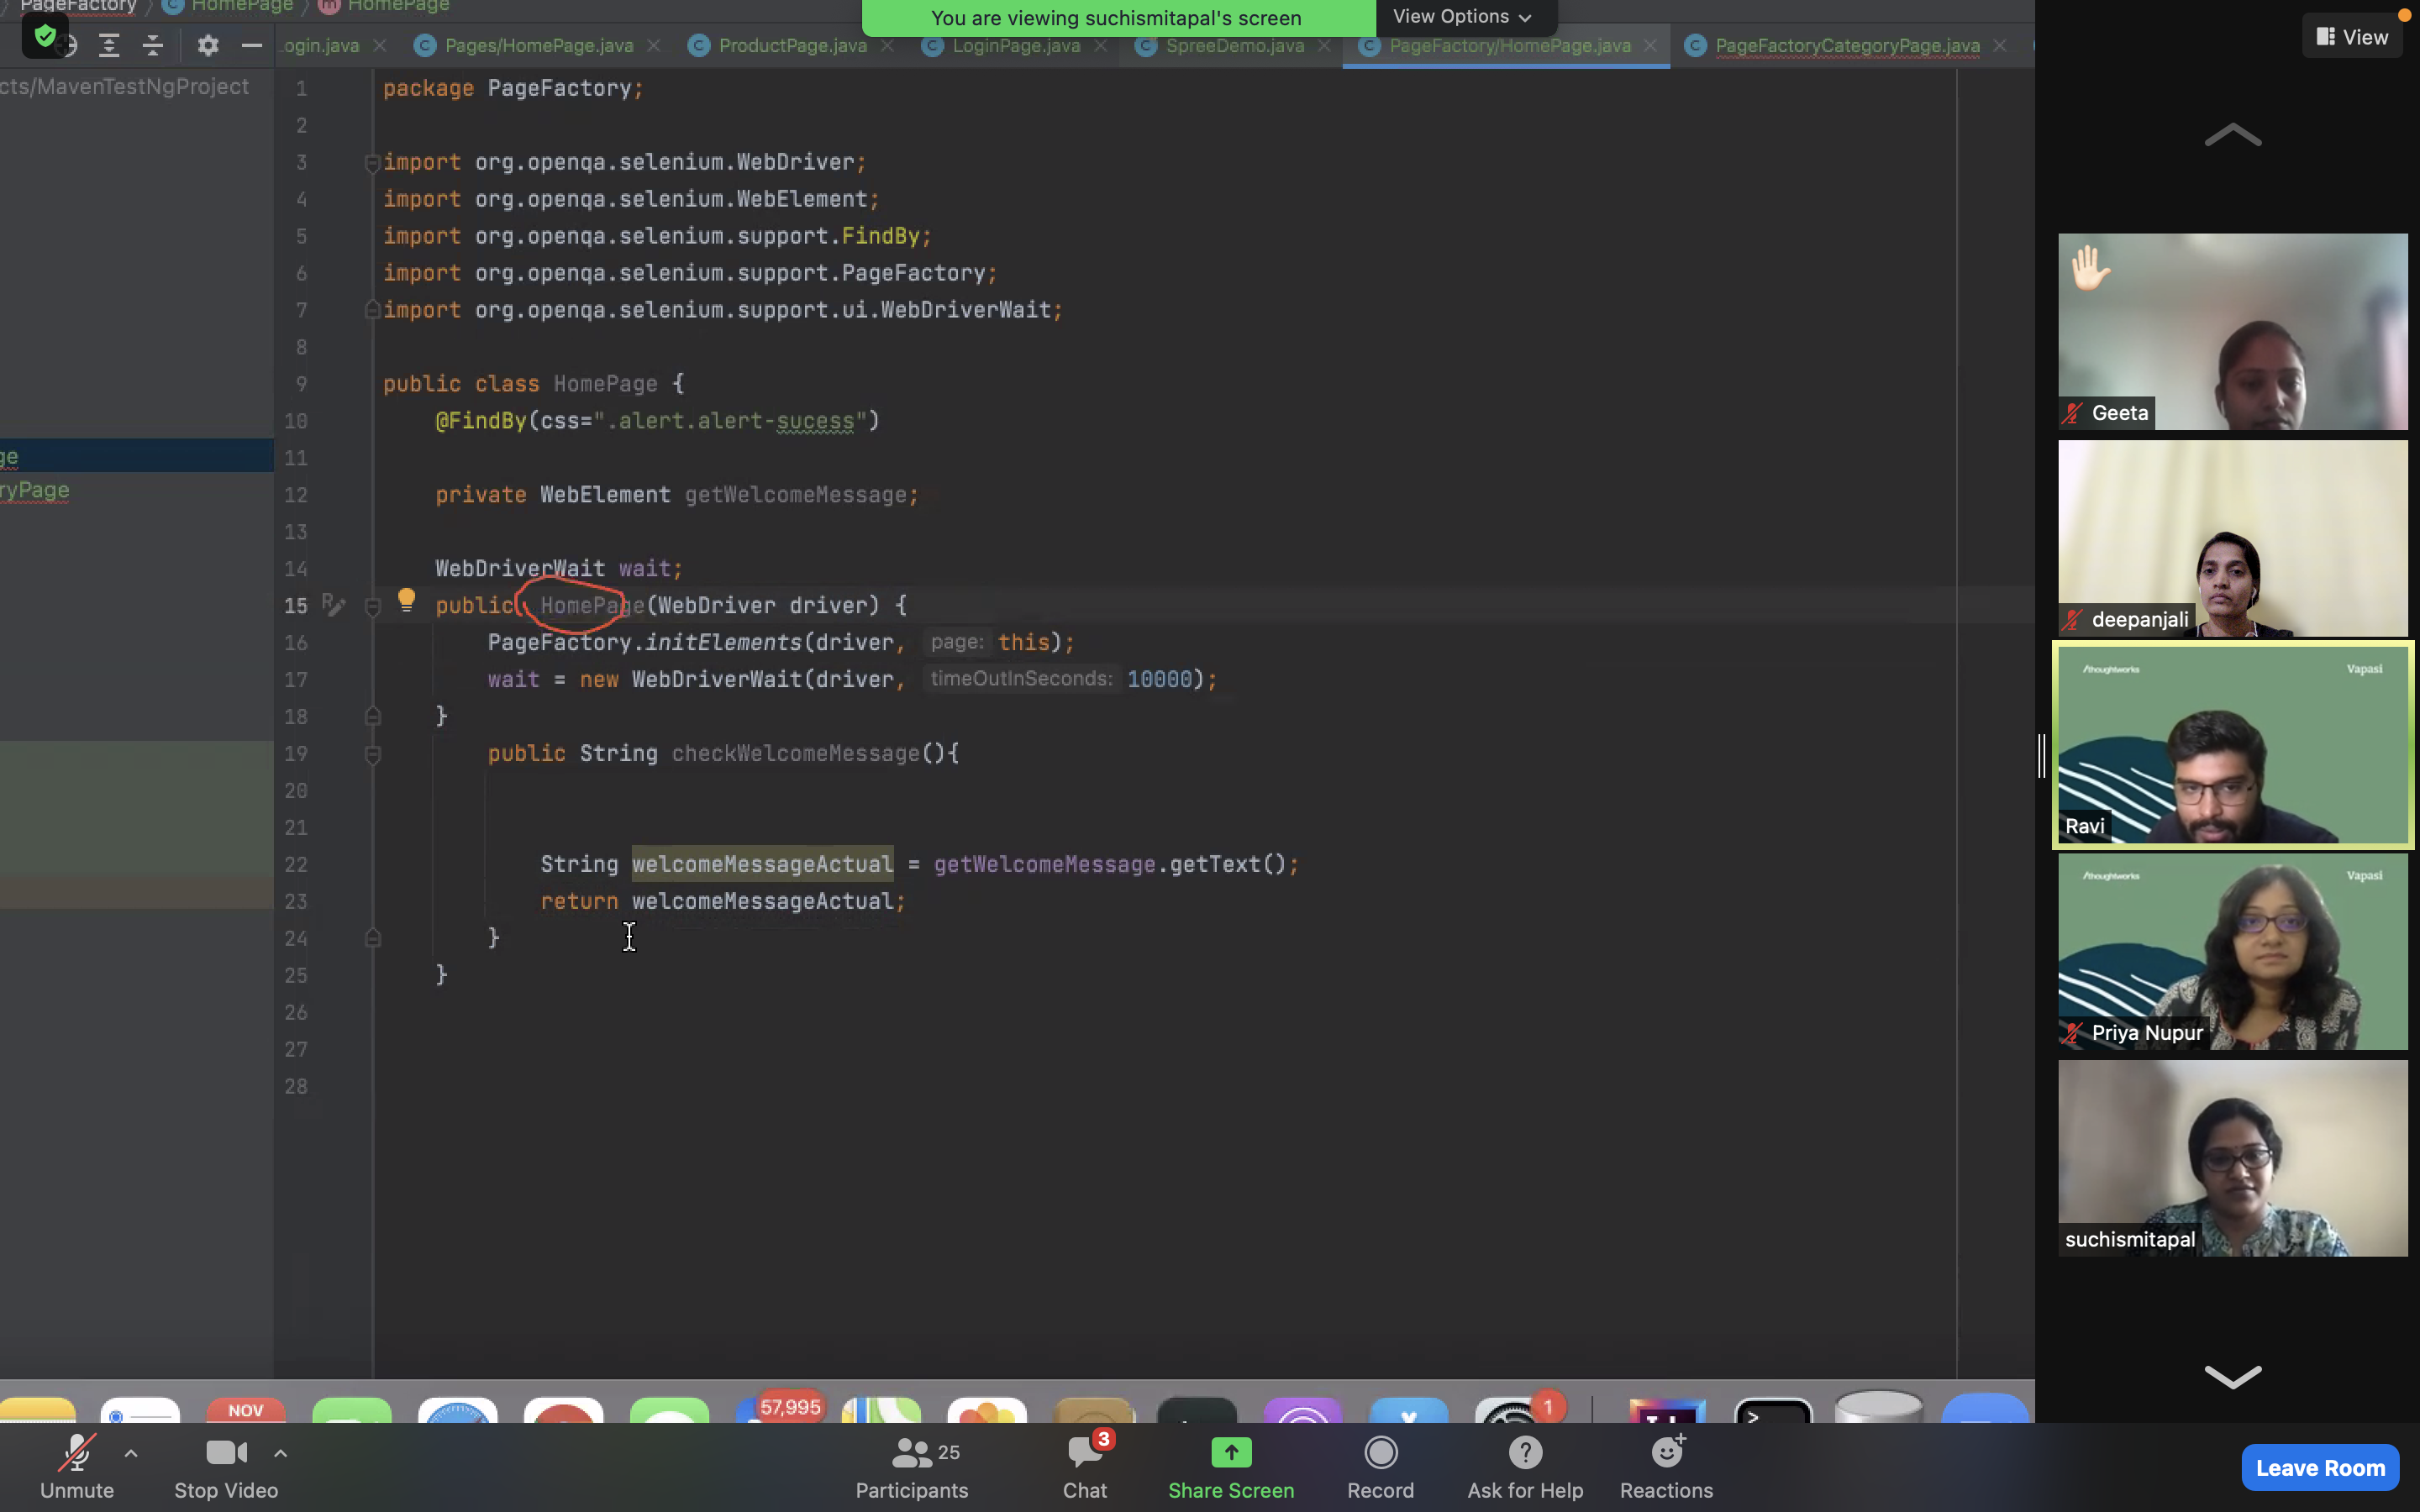 PageFactory HomePage HomePage
You are viewing suchismitapal's screen View Options
View
ogin.java Pages/HomePage.java ProductPage.java LoginPage.java SpreeDemo.java PageFactory/HomePage.java PageFactoryCategoryPage.java
cts/MavenTestNgProject
ge
ryPage
1 package PageFactory;
2
3 import org.openqa.selenium.WebDriver;
4 import org.openqa.selenium.WebElement;
5 import org.openqa.selenium.support.FindBy;
6 import org.openqa.selenium.support.PageFactory;
7 import org.openqa.selenium.support.ui.WebDriverWait;
8
9 public class HomePage {
10 @FindBy(css=".alert.alert-sucess")
11
12 private WebElement getWelcomeMessage;
13
14 WebDriverWait wait;
15 public HomePage(WebDriver driver) {
16 PageFactory.initElements(driver, page: this);
17 wait = new WebDriverWait(driver, timeOutInSeconds: 10000);
18 }
19 public String checkWelcomeMessage(){
20
21
22 String welcomeMessageActual = getWelcomeMessage.getText();
23 return welcomeMessageActual;
24 }
25 }
26
27
28
Geeta
deepanjali
/thoughtworks Vapasi
Ravi
/thoughtworks Vapasi
Priya Nupur
suchismitapal
NOV 57,995 1
Unmute Stop Video Participants 25 Chat 3 Share Screen Record Ask for Help Reactions Leave Room